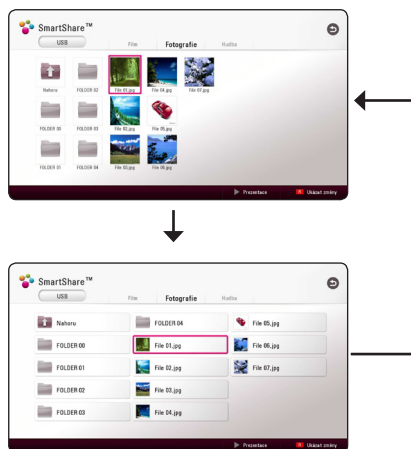 SmartShare™
USB Film Fotografie Hudba
Nahoru FOLDER 02 File 01.jpg File 04.jpg File 07.jpg
FOLDER 00 FOLDER 03 File 02.jpg File 05.jpg
FOLDER 01 FOLDER 04 File 03.jpg File 06.jpg
Prezentace Ukázat změny
SmartShare™
USB Film Fotografie Hudba
Nahoru FOLDER 04 File 05.jpg
FOLDER 00 File 01.jpg File 06.jpg
FOLDER 01 File 02.jpg File 07.jpg
FOLDER 02 File 03.jpg
FOLDER 03 File 04.jpg
Prezentace Ukázat změny